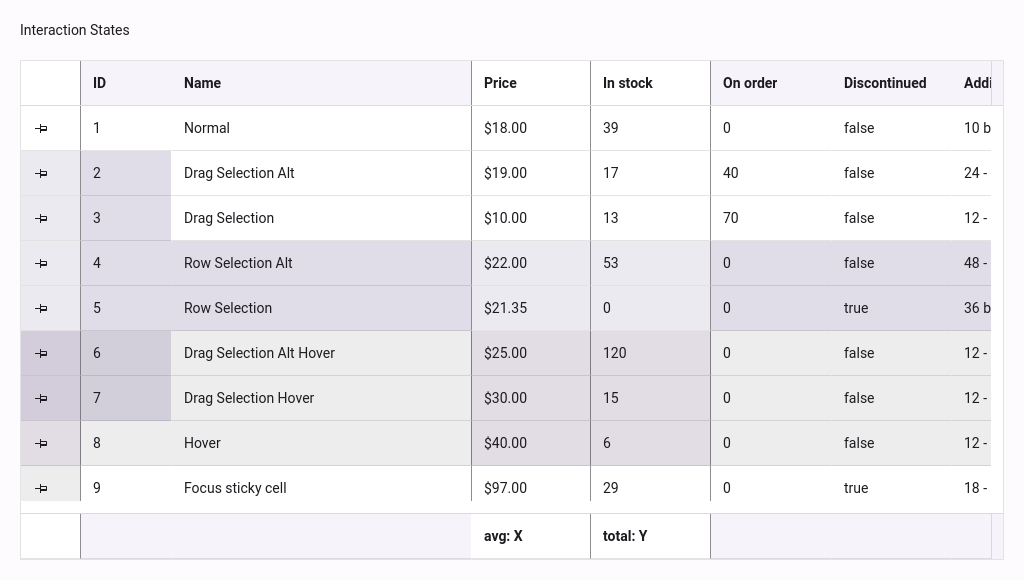 Interaction States
ID Name Price In stock On order Discontinued Addi
1 Normal $18.00 39 0 false 10 b
2 Drag Selection Alt $19.00 17 40 false 24 -
3 Drag Selection $10.00 13 70 false 12 -
4 Row Selection Alt $22.00 53 0 false 48 -
5 Row Selection $21.35 0 0 true 36 b
6 Drag Selection Alt Hover $25.00 120 0 false 12 -
7 Drag Selection Hover $30.00 15 0 false 12 -
8 Hover $40.00 6 0 false 12 -
9 Focus sticky cell $97.00 29 0 true 18 -
avg: X total: Y